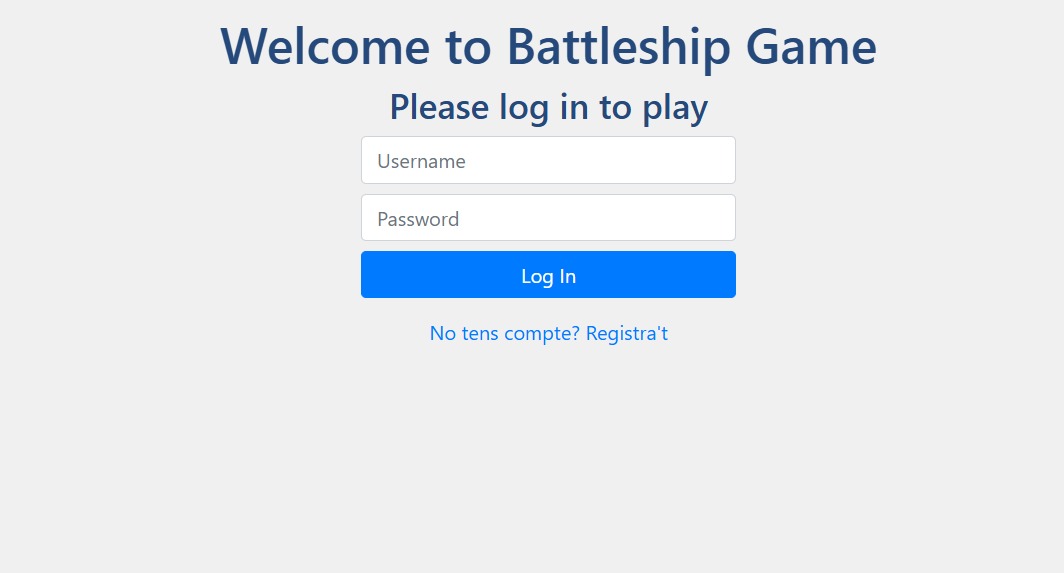 Welcome to Battleship Game
Please log in to play
Username
Password
Log In
No tens compte? Registra't